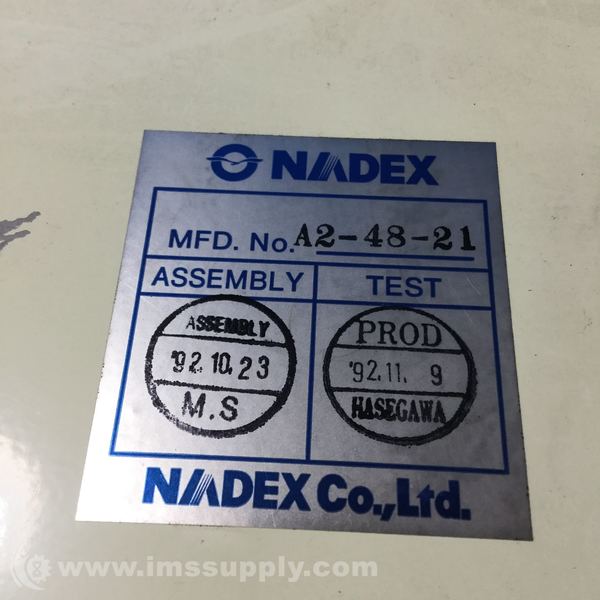 NADEX
MFD. No. A2-48-21
ASSEMBLY TEST
ASSEMBLY
'92.10.23
M.S
PROD
'92.11. 9
HASEGAWA
NADEX Co.,Ltd.
www.imssupply.com